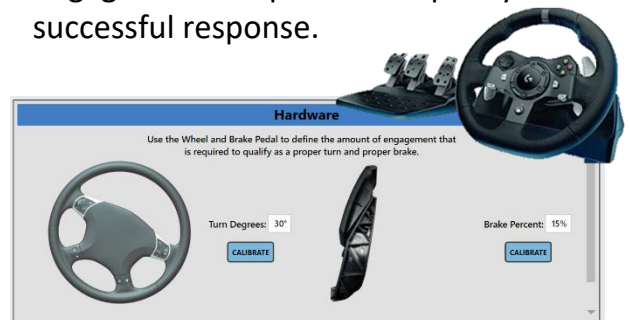 successful response.
Hardware
Use the Wheel and Brake Pedal to define the amount of engagement that
is required to qualify as a proper turn and proper brake.
Turn Degrees: 30°
CALIBRATE
Brake Percent: 15%
CALIBRATE